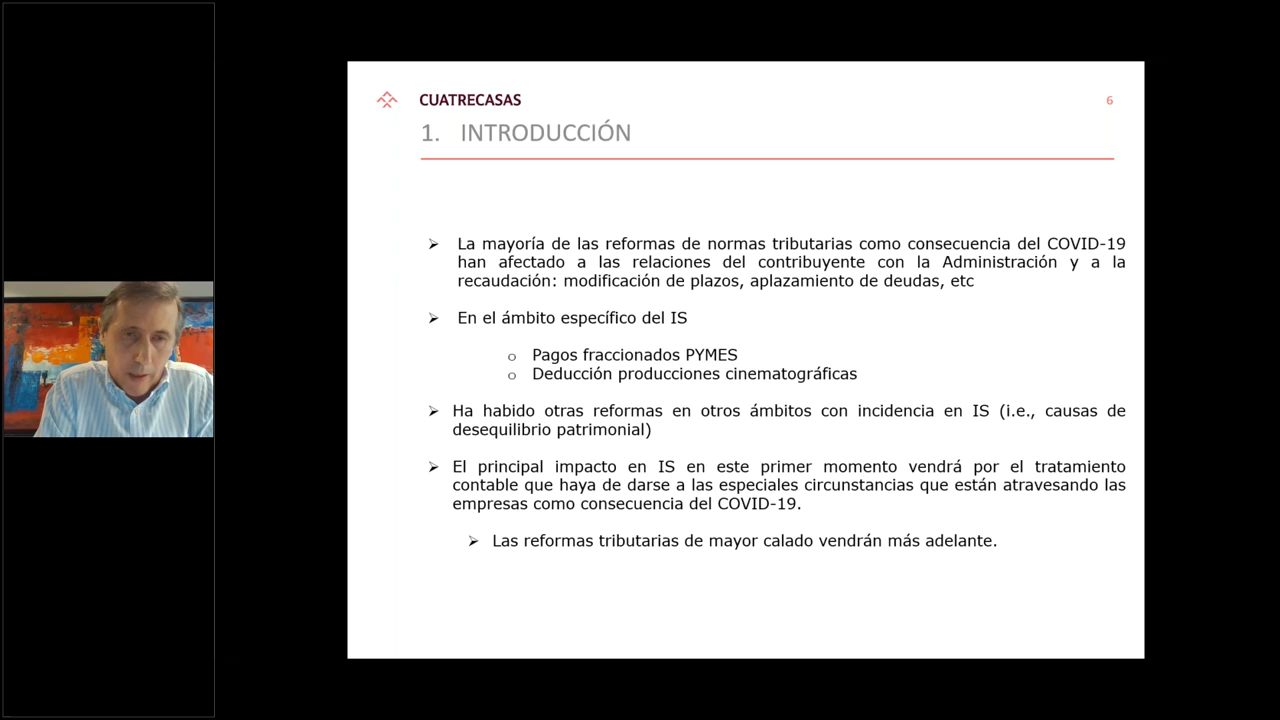 CUATRECASAS
6
1. INTRODUCCIÓN
➢ La mayoría de las reformas de normas tributarias como consecuencia del COVID-19
han afectado a las relaciones del contribuyente con la Administración y a la
recaudación: modificación de plazos, aplazamiento de deudas, etc
➢ En el ámbito específico del IS
o Pagos fraccionados PYMES
o Deducción producciones cinematográficas
➢ Ha habido otras reformas en otros ámbitos con incidencia en IS (i.e., causas de
desequilibrio patrimonial)
➢ El principal impacto en IS en este primer momento vendrá por el tratamiento
contable que haya de darse a las especiales circunstancias que están atravesando las
empresas como consecuencia del COVID-19.
➢ Las reformas tributarias de mayor calado vendrán más adelante.